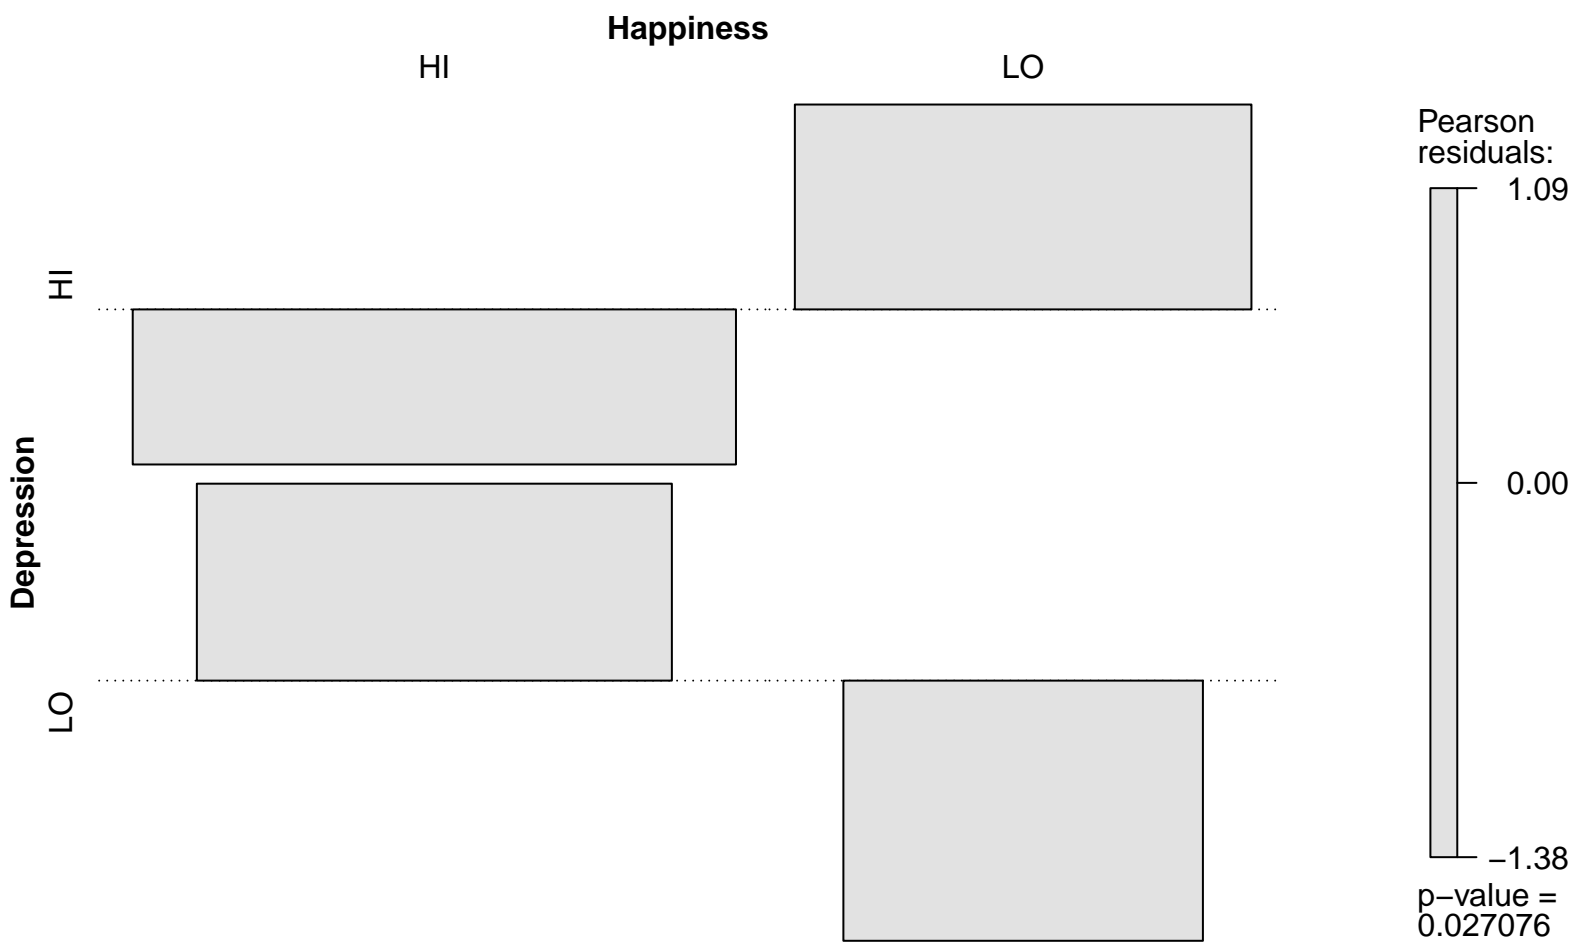 Happiness
HI LO
Depression
HI
LO
Pearson
residuals:
1.09
0.00
−1.38
p−value =
0.027076